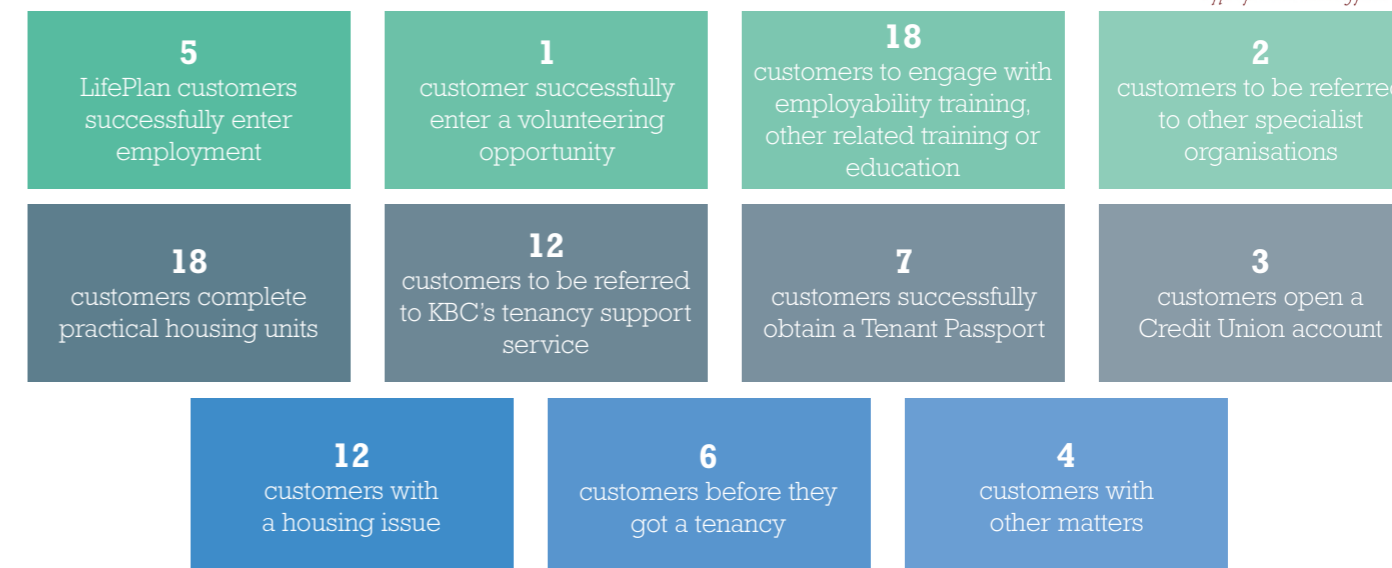 5
LifePlan customers
successfully enter
employment
1
customer successfully
enter a volunteering
opportunity
18
customers to engage with
employability training,
other related training or
education
2
customers to be referred
to other specialist
organisations
18
customers complete
practical housing units
12
customers to be referred
to KBC's tenancy support
service
7
customers successfully
obtain a Tenant Passport
3
customers open a
Credit Union account
12
customers with
a housing issue
6
customers before they
got a tenancy
4
customers with
other matters